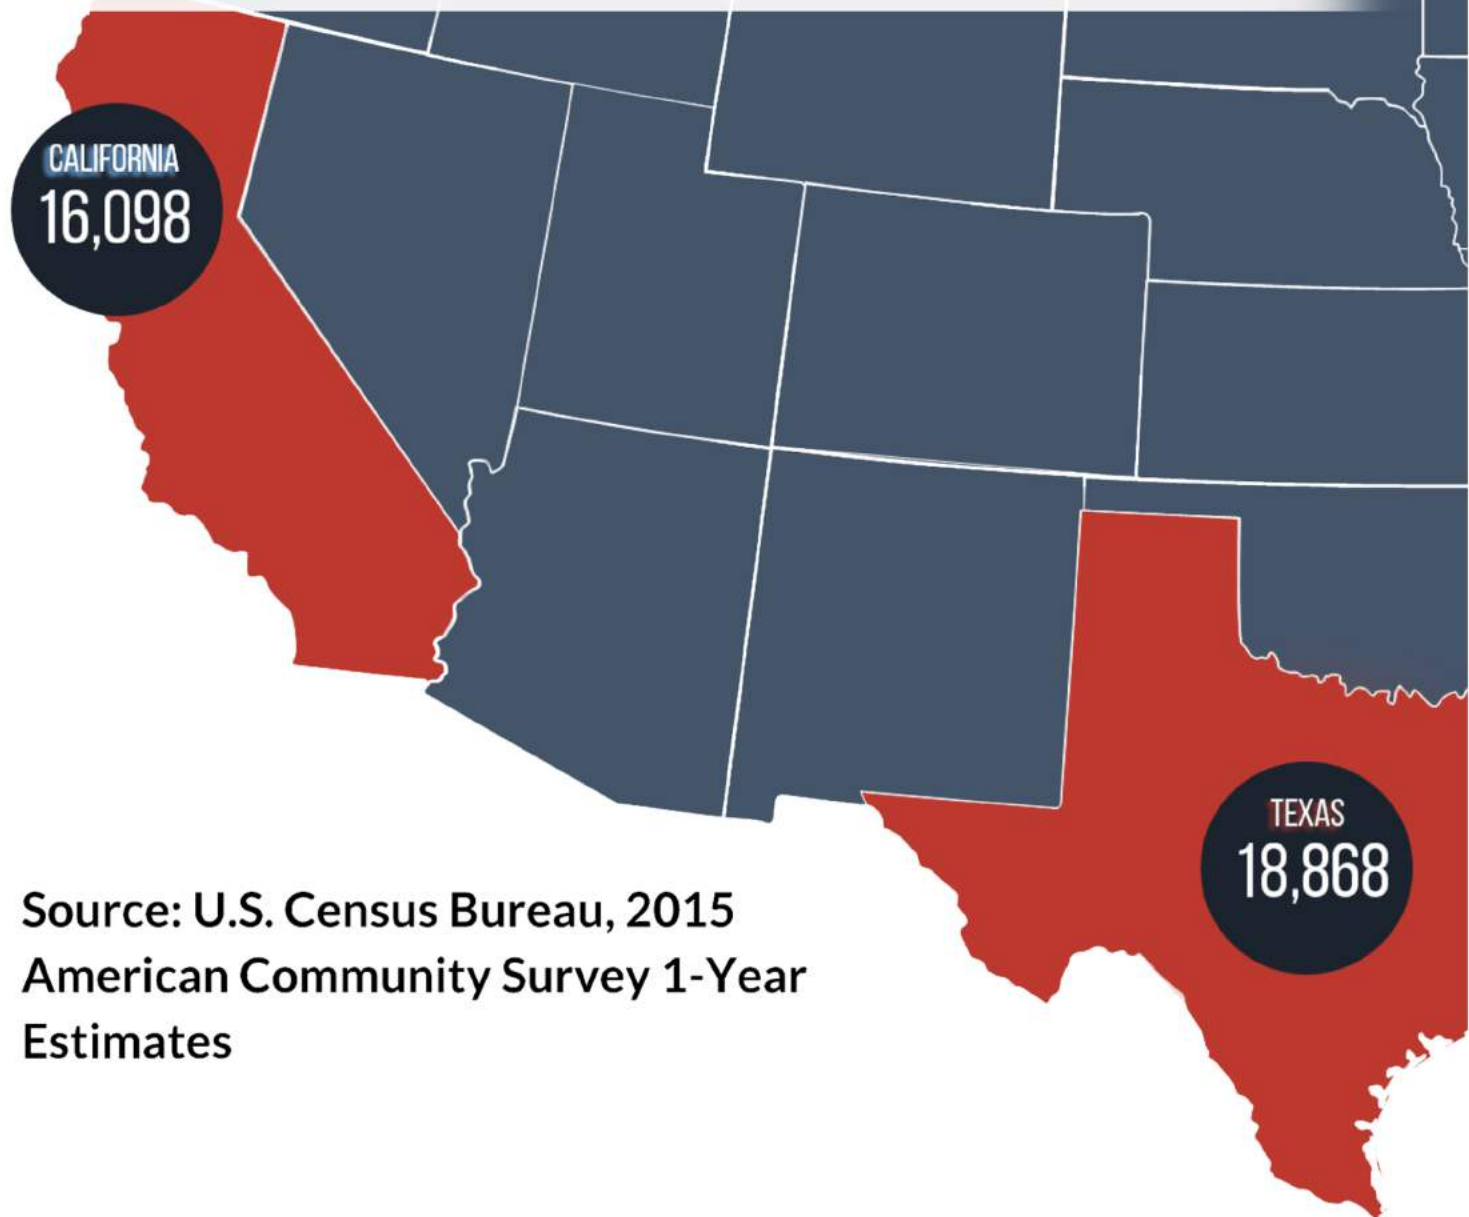 CALIFORNIA
16,098
TEXAS
18,868
Source: U.S. Census Bureau, 2015
American Community Survey 1-Year
Estimates